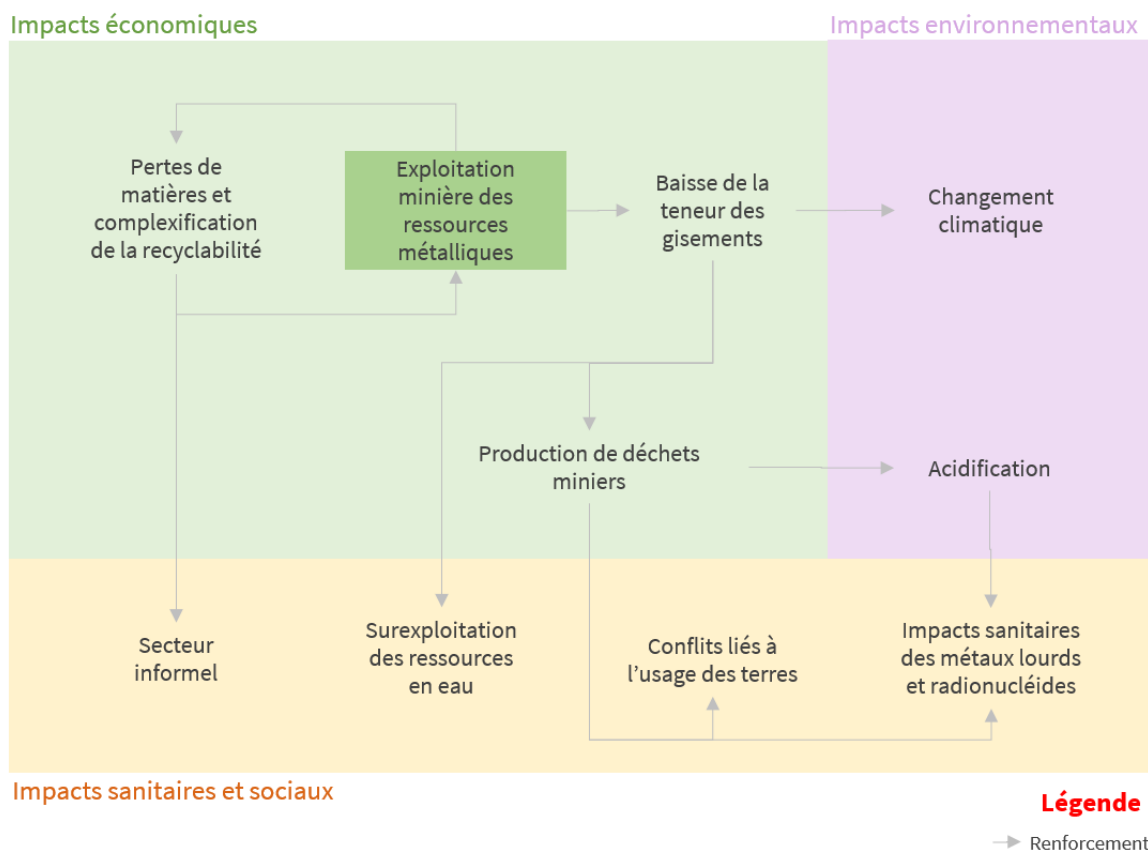 Impacts économiques
Impacts environnementaux
Pertes de
matières et
complexification
de la recyclabilité
Exploitation
minière des
ressources
métalliques
Baisse de la
teneur des
gisements
Changement
climatique
Production de déchets
miniers
Acidification
Secteur
informel
Surexploitation
des ressources
en eau
Conflits liés à
l’usage des terres
Impacts sanitaires
des métaux lourds
et radionucléides
Impacts sanitaires et sociaux
Légende
Renforcement